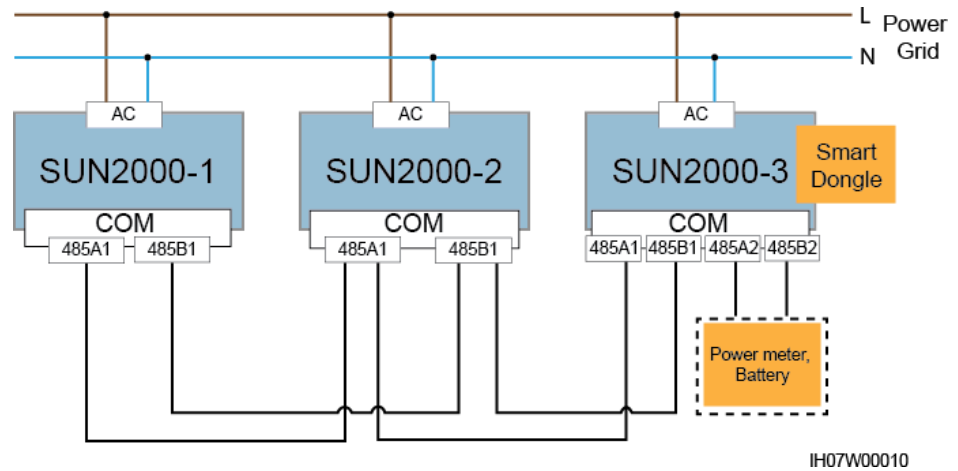 L Power
N Grid
AC
AC
AC
SUN2000-1
SUN2000-2
SUN2000-3
Smart
Dongle
COM
COM
COM
485A1 485B1
485A1 485B1
485A1 485B1 485A2 485B2
Power meter,
Battery
IH07W00010